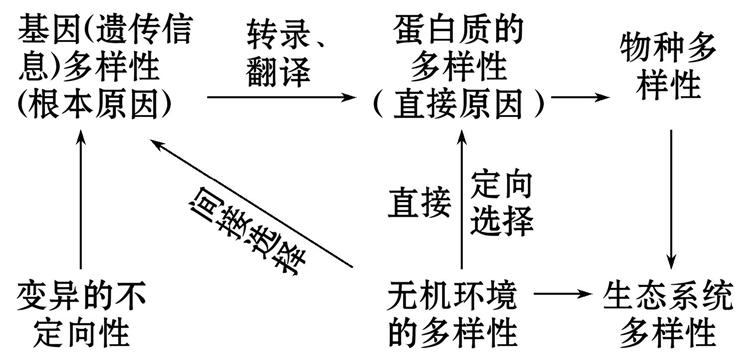 基因(遗传信
息)多样性
(根本原因)
转录、
翻译
蛋白质的
多样性
(直接原因)
物种多
样性
间接选择
直接
定向
选择
变异的不
定向性
无机环境
的多样性
生态系统
多样性